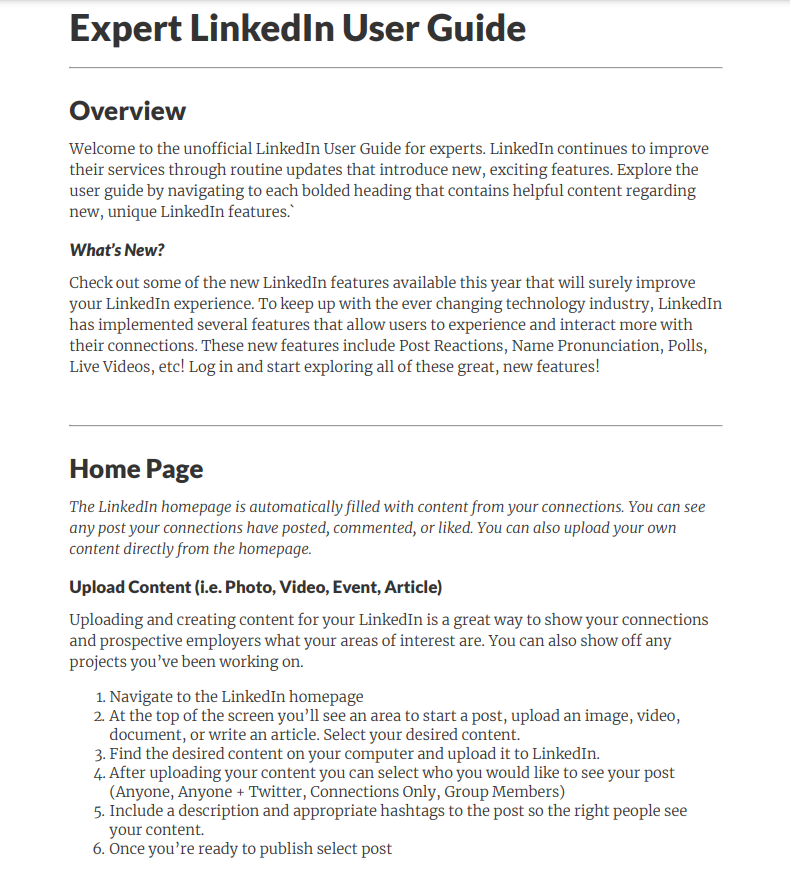 Expert LinkedIn User Guide
Overview
Welcome to the unofficial LinkedIn User Guide for experts. LinkedIn continues to improve
their services through routine updates that introduce new, exciting features. Explore the
user guide by navigating to each bolded heading that contains helpful content regarding
new, unique LinkedIn features.`
What's New?
Check out some of the new LinkedIn features available this year that will surely improve
your LinkedIn experience. To keep up with the ever changing technology industry, LinkedIn
has implemented several features that allow users to experience and interact more with
their connections. These new features include Post Reactions, Name Pronunciation, Polls,
Live Videos, etc! Log in and start exploring all of these great, new features!
Home Page
The LinkedIn homepage is automatically filled with content from your connections. You can see
any post your connections have posted, commented, or liked. You can also upload your own
content directly from the homepage.
Upload Content (i.e. Photo, Video, Event, Article)
Uploading and creating content for your LinkedIn is a great way to show your connections
and prospective employers what your areas of interest are. You can also show off any
projects you've been working on.
1. Navigate to the LinkedIn homepage
2. At the top of the screen you'll see an area to start a post, upload an image, video,
document, or write an article. Select your desired content.
3. Find the desired content on your computer and upload it to LinkedIn.
4. After uploading your content you can select who you would like to see your post
(Anyone, Anyone + Twitter, Connections Only, Group Members)
5. Include a description and appropriate hashtags to the post so the right people see
your content.
6. Once you're ready to publish select post